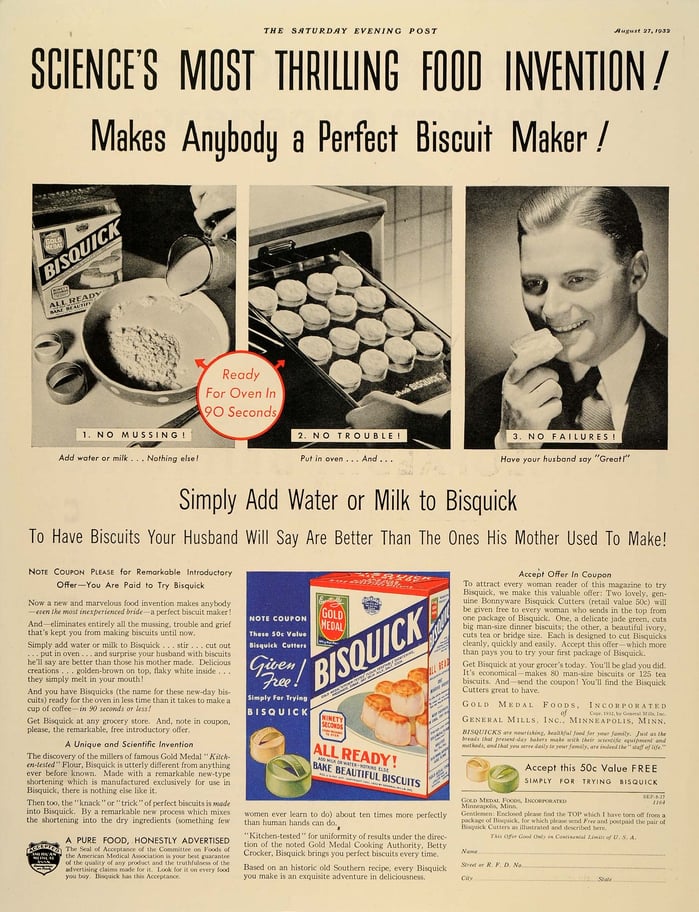 THE SATURDAY EVENING POST
August 27, 1932
SCIENCE'S MOST THRILLING FOOD INVENTION!
Makes Anybody a Perfect Biscuit Maker!
GOLD MEDAL
BISQUICK
ALL READY
Ready
For Oven In
90 Seconds
1. NO MUSSING!
2. NO TROUBLE!
3. NO FAILURES!
Add water or milk . . . Nothing else!
Put in oven . . . And . . .
Have your husband say "Great!"
Simply Add Water or Milk to Bisquick
To Have Biscuits Your Husband Will Say Are Better Than The Ones His Mother Used To Make!
NOTE COUPON PLEASE for Remarkable Introductory
Offer—You Are Paid to Try Bisquick
Now a new and marvelous food invention makes anybody
—even the most inexperienced bride—a perfect biscuit maker!
And—eliminates entirely all the mussing, trouble and grief
that's kept you from making biscuits until now.
Simply add water or milk to Bisquick . . . stir . . . cut out
. . . put in oven . . . and surprise your husband with biscuits
he'll say are better than those his mother made. Delicious
creations . . . golden-brown on top, flaky white inside . . .
they simply melt in your mouth!
And you have Bisquicks (the name for these new-day bis-
cuits) ready for the oven in less time than it takes to make a
cup of coffee—in 90 seconds or less!
Get Bisquick at any grocery store. And, note in coupon,
please, the remarkable, free introductory offer.
A Unique and Scientific Invention
The discovery of the millers of famous Gold Medal "Kitch-
en-tested" Flour, Bisquick is utterly different from anything
ever before known. Made with a remarkable new-type
shortening which is manufactured exclusively for use in
Bisquick, there is nothing else like it.
Then too, the "knack" or "trick" of perfect biscuits is made
into Bisquick. By a remarkable new process which mixes
the shortening into the dry ingredients (something few
A PURE FOOD, HONESTLY ADVERTISED
The Seal of Acceptance of the Committee on Foods of
the American Medical Association is your best guarantee
of the quality of any product and the truthfulness of the
advertising claims made for it. Look for it on every food
you buy. Bisquick has this Acceptance.
ACCEPTED
AMERICAN
MEDICAL
ASSN.
NOTE COUPON
These 50c Value
Bisquick Cutters
Given
Free!
Simply For Trying
BISQUICK
GOLD
MEDAL
BISQUICK
NINETY
SECONDS
ALL READY!
ADD MILK OR WATER—NOTHING ELSE
BAKE BEAUTIFUL BISCUITS
women ever learn to do) about ten times more perfectly
than human hands can do.
"Kitchen-tested" for uniformity of results under the direc-
tion of the noted Gold Medal Cooking Authority, Betty
Crocker, Bisquick brings you perfect biscuits every time.
Based on an historic old Southern recipe, every Bisquick
you make is an exquisite adventure in deliciousness.
Accept Offer In Coupon
To attract every woman reader of this magazine to try
Bisquick, we make this valuable offer: Two lovely, gen-
uine Bonnyware Bisquick Cutters (retail value 50c) will
be given free to every woman who sends in the top from
one package of Bisquick. One, a delicate jade green, cuts
big man-size dinner biscuits; the other, a beautiful ivory,
cuts tea or bridge size. Each is designed to cut Bisquicks
cleanly, quickly and easily. Accept this offer—which more
than pays you to try your first package of Bisquick.
Get Bisquick at your grocer's today. You'll be glad you did.
It's economical—makes 80 man-size biscuits or 125 tea
biscuits. And—send the coupon! You'll find the Bisquick
Cutters great to have.
GOLD MEDAL FOODS, INCORPORATED
of Copr. 1932, by General Mills, Inc.
GENERAL MILLS, INC., MINNEAPOLIS, MINN.
BISQUICKS are nourishing, healthful food for your family. Just as the
breads that present-day bakers make with their scientific equipment and
methods, and that you serve daily to your family, are indeed the "staff of life."
Accept this 50c Value FREE
SIMPLY FOR TRYING BISQUICK
SEP-8-27
GOLD MEDAL FOODS, INCORPORATED
1104
Minneapolis, Minn.
Gentlemen: Enclosed please find the TOP which I have torn off from a
package of Bisquick, for which please send Free and postpaid the pair of
Bisquick Cutters as illustrated and described here.
This Offer Good Only in Continental Limits of U. S. A.
Name
Street or R. F. D. No.
City State